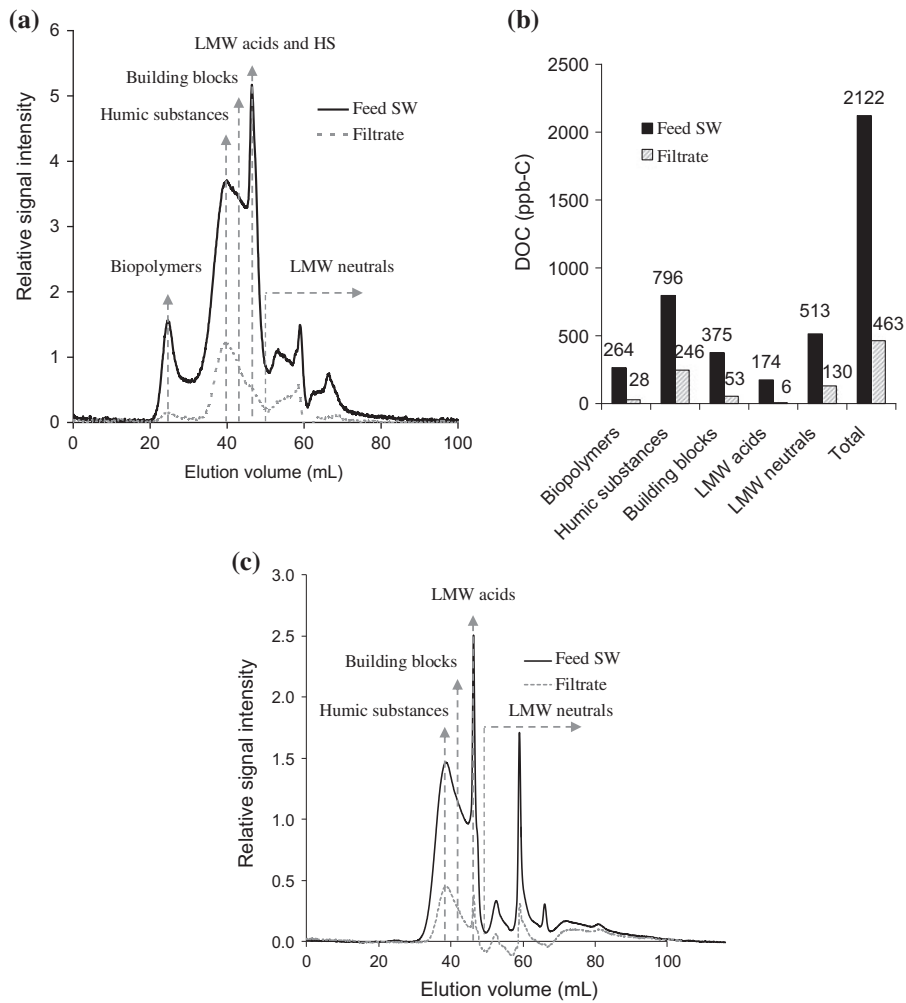 (a)
6
5
4
3
2
1
0
Relative signal intensity
LMW acids and HS
Building blocks
Humic substances
Biopolymers
LMW neutrals
Feed SW
Filtrate
0 20 40 60 80 100
Elution volume (mL)
(b)
2500
2000
1500
1000
500
0
DOC (ppb-C)
Feed SW
Filtrate
264 28
796 246
375 53
174 6
513 130
2122 463
Biopolymers
Humic substances
Building blocks
LMW acids
LMW neutrals
Total
(c)
3.0
2.5
2.0
1.5
1.0
0.5
0.0
Relative signal intensity
LMW acids
Building blocks
Humic substances
Feed SW
Filtrate
LMW neutrals
0 20 40 60 80 100
Elution volume (mL)